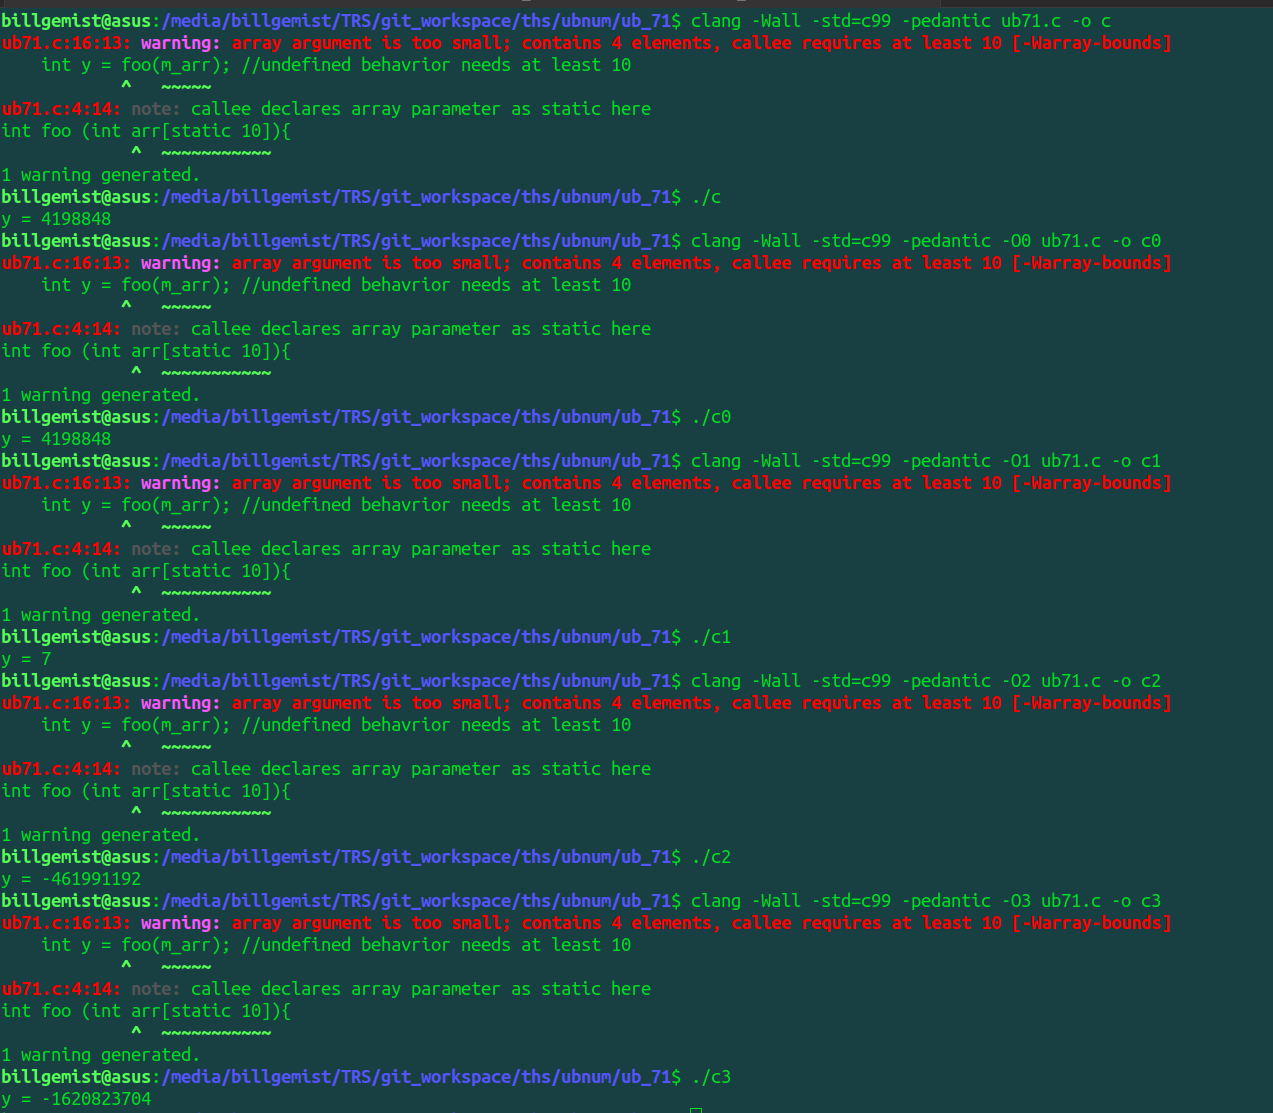 billgemist@asus:/media/billgemist/TRS/git_workspace/ths/ubnum/ub_71$ clang -Wall -std=c99 -pedantic ub71.c -o c
ub71.c:16:13: warning: array argument is too small; contains 4 elements, callee requires at least 10 [-Warray-bounds]
    int y = foo(m_arr); //undefined behavrior needs at least 10
            ^   ~~~~~
ub71.c:4:14: note: callee declares array parameter as static here
int foo (int arr[static 10]){
             ^  ~~~~~~~~~~~
1 warning generated.
billgemist@asus:/media/billgemist/TRS/git_workspace/ths/ubnum/ub_71$ ./c
y = 4198848
billgemist@asus:/media/billgemist/TRS/git_workspace/ths/ubnum/ub_71$ clang -Wall -std=c99 -pedantic -O0 ub71.c -o c0
ub71.c:16:13: warning: array argument is too small; contains 4 elements, callee requires at least 10 [-Warray-bounds]
    int y = foo(m_arr); //undefined behavrior needs at least 10
            ^   ~~~~~
ub71.c:4:14: note: callee declares array parameter as static here
int foo (int arr[static 10]){
             ^  ~~~~~~~~~~~
1 warning generated.
billgemist@asus:/media/billgemist/TRS/git_workspace/ths/ubnum/ub_71$ ./c0
y = 4198848
billgemist@asus:/media/billgemist/TRS/git_workspace/ths/ubnum/ub_71$ clang -Wall -std=c99 -pedantic -O1 ub71.c -o c1
ub71.c:16:13: warning: array argument is too small; contains 4 elements, callee requires at least 10 [-Warray-bounds]
    int y = foo(m_arr); //undefined behavrior needs at least 10
            ^   ~~~~~
ub71.c:4:14: note: callee declares array parameter as static here
int foo (int arr[static 10]){
             ^  ~~~~~~~~~~~
1 warning generated.
billgemist@asus:/media/billgemist/TRS/git_workspace/ths/ubnum/ub_71$ ./c1
y = 7
billgemist@asus:/media/billgemist/TRS/git_workspace/ths/ubnum/ub_71$ clang -Wall -std=c99 -pedantic -O2 ub71.c -o c2
ub71.c:16:13: warning: array argument is too small; contains 4 elements, callee requires at least 10 [-Warray-bounds]
    int y = foo(m_arr); //undefined behavrior needs at least 10
            ^   ~~~~~
ub71.c:4:14: note: callee declares array parameter as static here
int foo (int arr[static 10]){
             ^  ~~~~~~~~~~~
1 warning generated.
billgemist@asus:/media/billgemist/TRS/git_workspace/ths/ubnum/ub_71$ ./c2
y = -461991192
billgemist@asus:/media/billgemist/TRS/git_workspace/ths/ubnum/ub_71$ clang -Wall -std=c99 -pedantic -O3 ub71.c -o c3
ub71.c:16:13: warning: array argument is too small; contains 4 elements, callee requires at least 10 [-Warray-bounds]
    int y = foo(m_arr); //undefined behavrior needs at least 10
            ^   ~~~~~
ub71.c:4:14: note: callee declares array parameter as static here
int foo (int arr[static 10]){
             ^  ~~~~~~~~~~~
1 warning generated.
billgemist@asus:/media/billgemist/TRS/git_workspace/ths/ubnum/ub_71$ ./c3
y = -1620823704